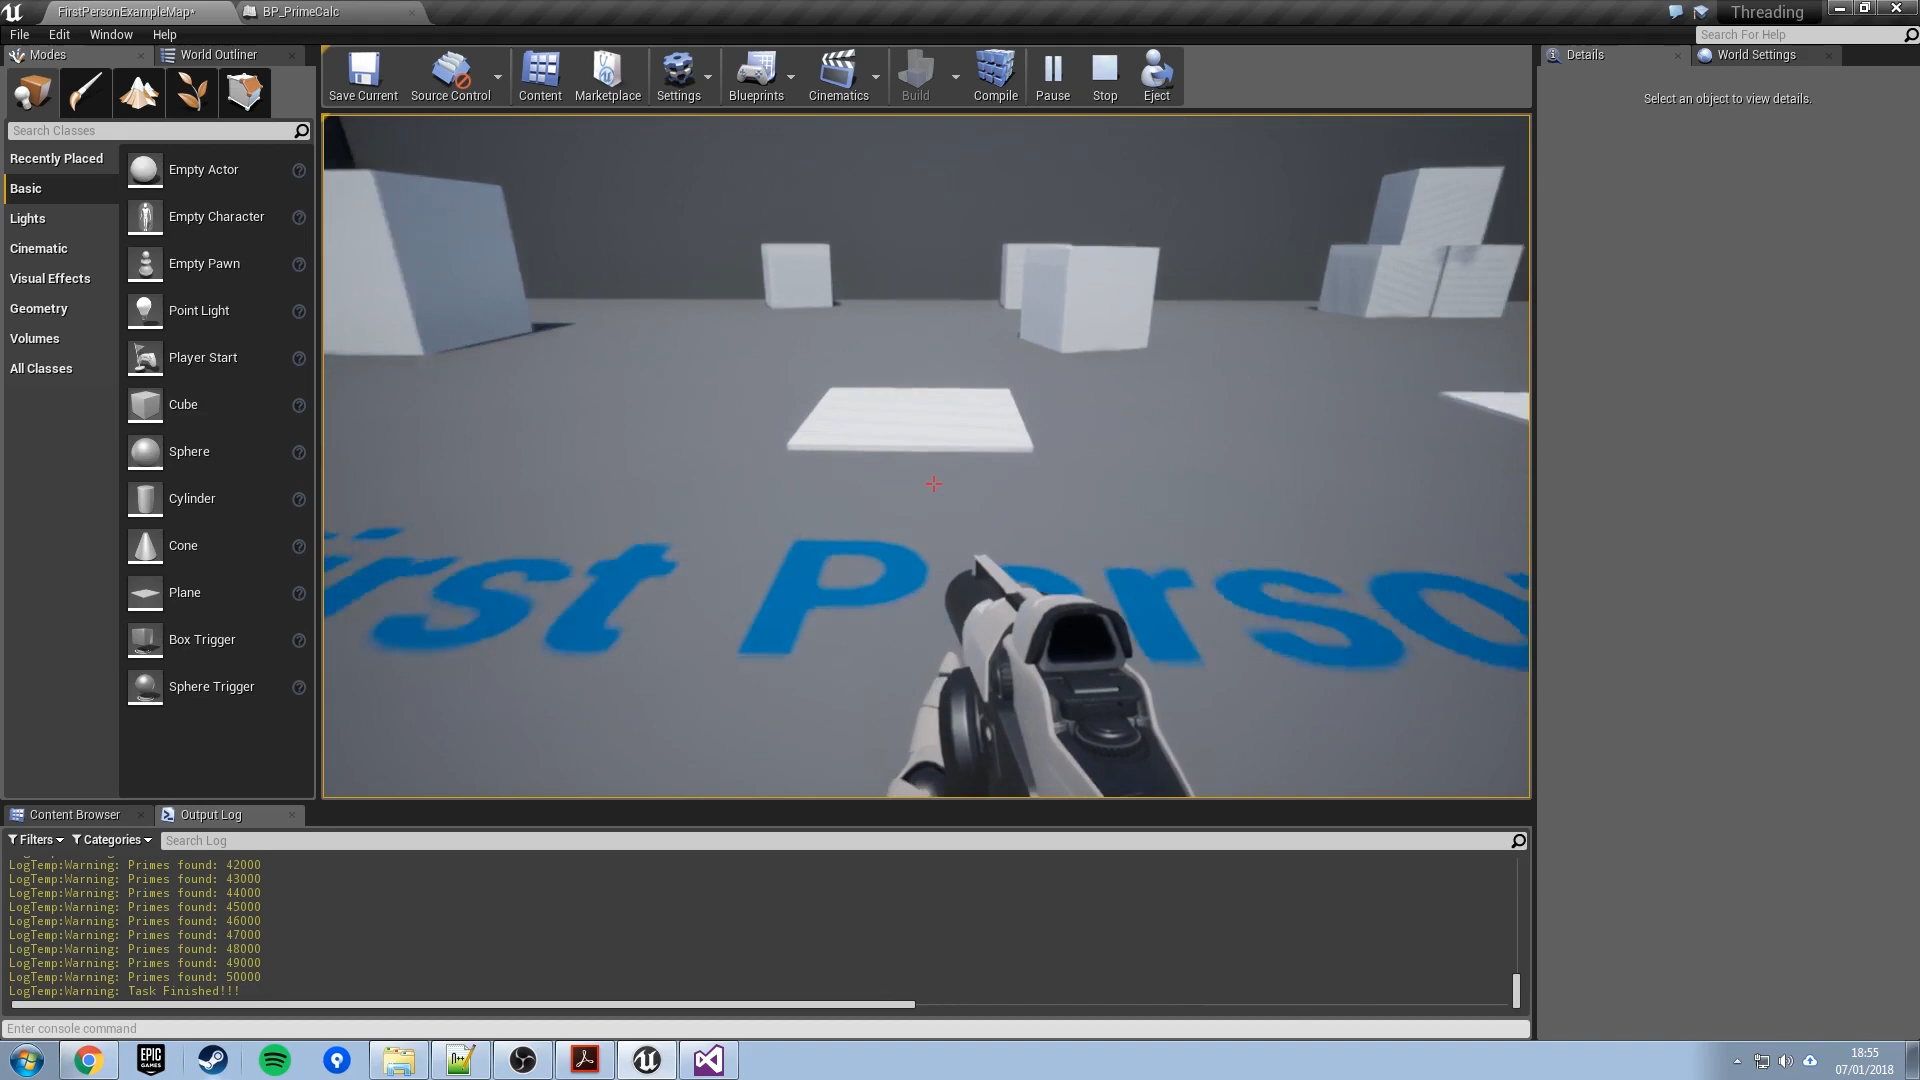 FirstPersonExampleMap*
BP_PrimeCalc
Threading
File Edit Window Help
Search For Help
Modes
World Outliner
Save Current
Source Control
Content
Marketplace
Settings
Blueprints
Cinematics
Build
Compile
Pause
Stop
Eject
Details
World Settings
Select an object to view details.
Search Classes
Recently Placed
Basic
Lights
Cinematic
Visual Effects
Geometry
Volumes
All Classes
Empty Actor
Empty Character
Empty Pawn
Point Light
Player Start
Cube
Sphere
Cylinder
Cone
Plane
Box Trigger
Sphere Trigger
irst Perso
Content Browser
Output Log
Filters
Categories
Search Log
LogTemp:Warning: Primes found: 42000
LogTemp:Warning: Primes found: 43000
LogTemp:Warning: Primes found: 44000
LogTemp:Warning: Primes found: 45000
LogTemp:Warning: Primes found: 46000
LogTemp:Warning: Primes found: 47000
LogTemp:Warning: Primes found: 48000
LogTemp:Warning: Primes found: 49000
LogTemp:Warning: Primes found: 50000
LogTemp:Warning: Task Finished!!!
Enter console command
EPIC
GAMES
18:55
07/01/2018